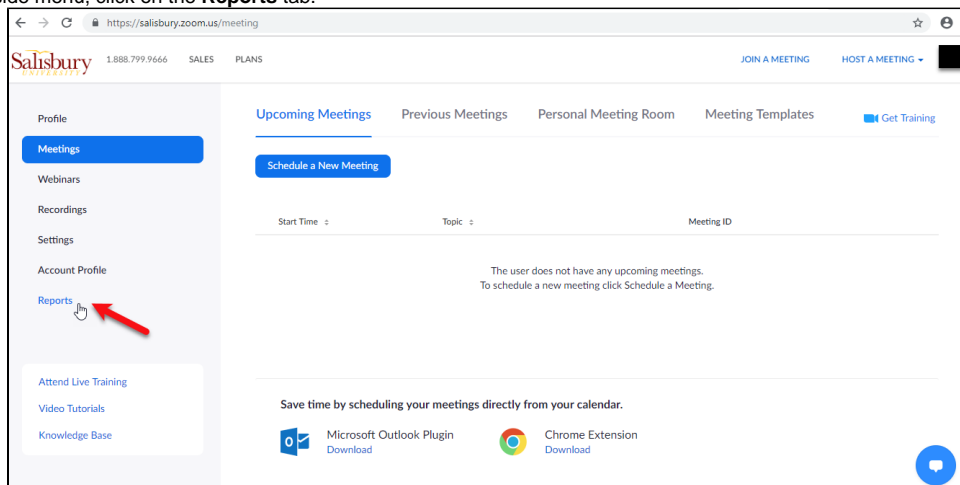 side menu, click on the Reports tab.
https://salisbury.zoom.us/meeting
Salisbury
UNIVERSITY
1.888.799.9666 SALES PLANS JOIN A MEETING HOST A MEETING
Profile
Upcoming Meetings Previous Meetings Personal Meeting Room Meeting Templates Get Training
Meetings
Schedule a New Meeting
Webinars
Recordings
Start Time Topic Meeting ID
Settings
Account Profile
The user does not have any upcoming meetings.
To schedule a new meeting click Schedule a Meeting.
Reports
Attend Live Training
Video Tutorials
Knowledge Base
Save time by scheduling your meetings directly from your calendar.
Microsoft Outlook Plugin
Download
Chrome Extension
Download